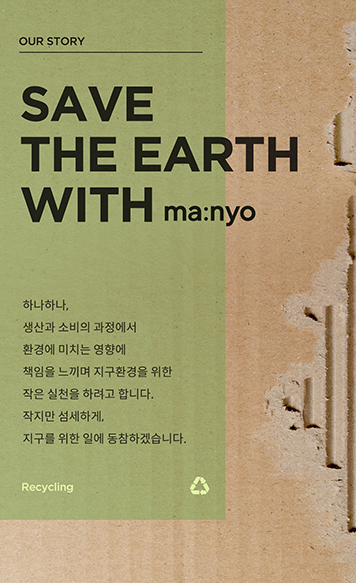 OUR STORY
SAVE
THE EARTH
WITH ma:nyo
하나하나,
생산과 소비의 과정에서
환경에 미치는 영향에
책임을 느끼며 지구환경을 위한
작은 실천을 하려고 합니다.
작지만 섬세하게,
지구를 위한 일에 동참하겠습니다.
Recycling